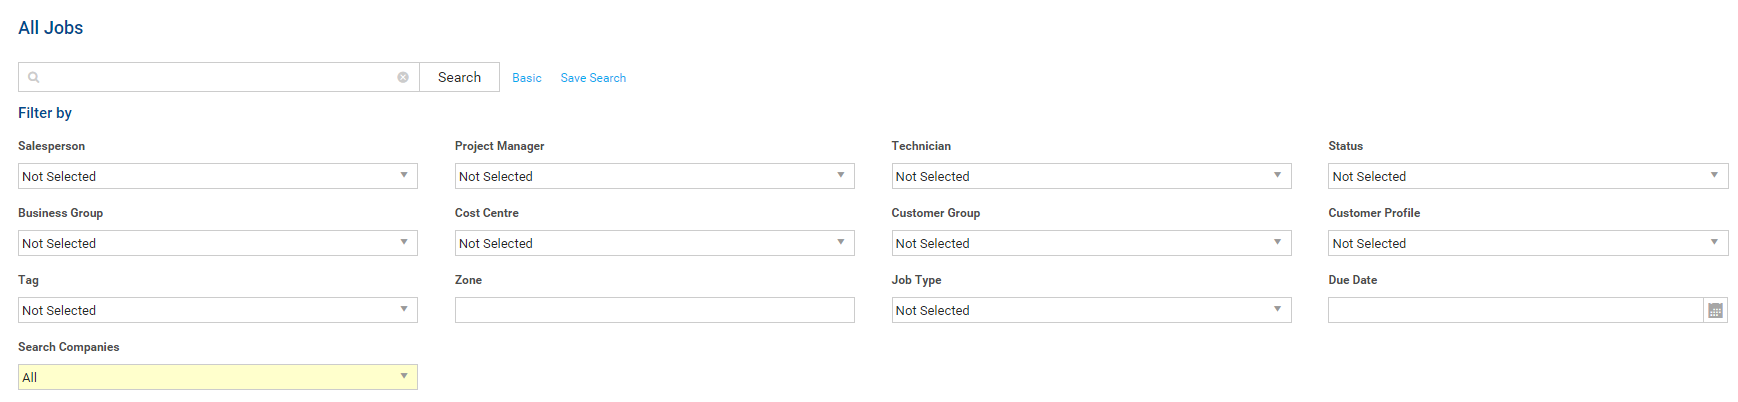 All Jobs
Search Basic Save Search
Filter by
Salesperson Project Manager Technician Status
Not Selected Not Selected Not Selected Not Selected
Business Group Cost Centre Customer Group Customer Profile
Not Selected Not Selected Not Selected Not Selected
Tag Zone Job Type Due Date
Not Selected Not Selected
Search Companies
All